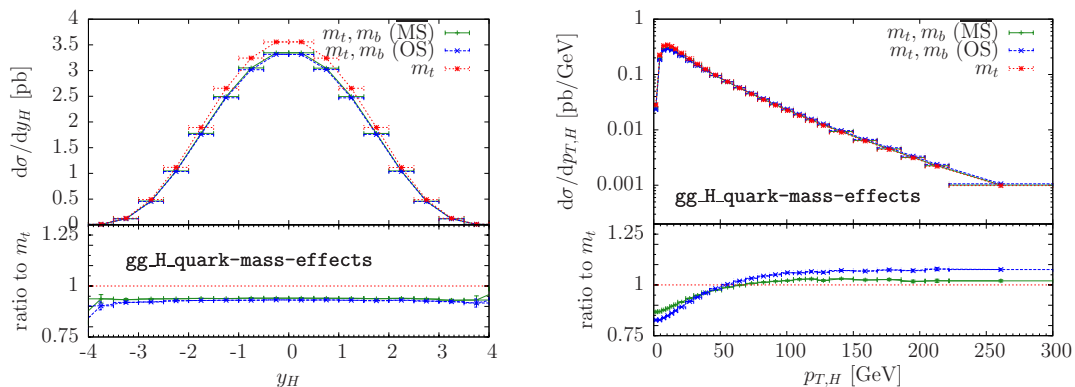 dσ/dy_H [pb]
4
3.5
3
2.5
2
1.5
1
0.5
0
m_t, m_b (M̅S̅)
m_t, m_b (OS)
m_t
ratio to m_t
1.25
1
0.75
gg_H_quark-mass-effects
-4 -3 -2 -1 0 1 2 3 4
y_H
dσ/dp_{T,H} [pb/GeV]
1
0.1
0.01
0.001
m_t, m_b (M̅S̅)
m_t, m_b (OS)
m_t
gg_H_quark-mass-effects
ratio to m_t
1.25
1
0.75
0 50 100 150 200 250 300
p_{T,H} [GeV]